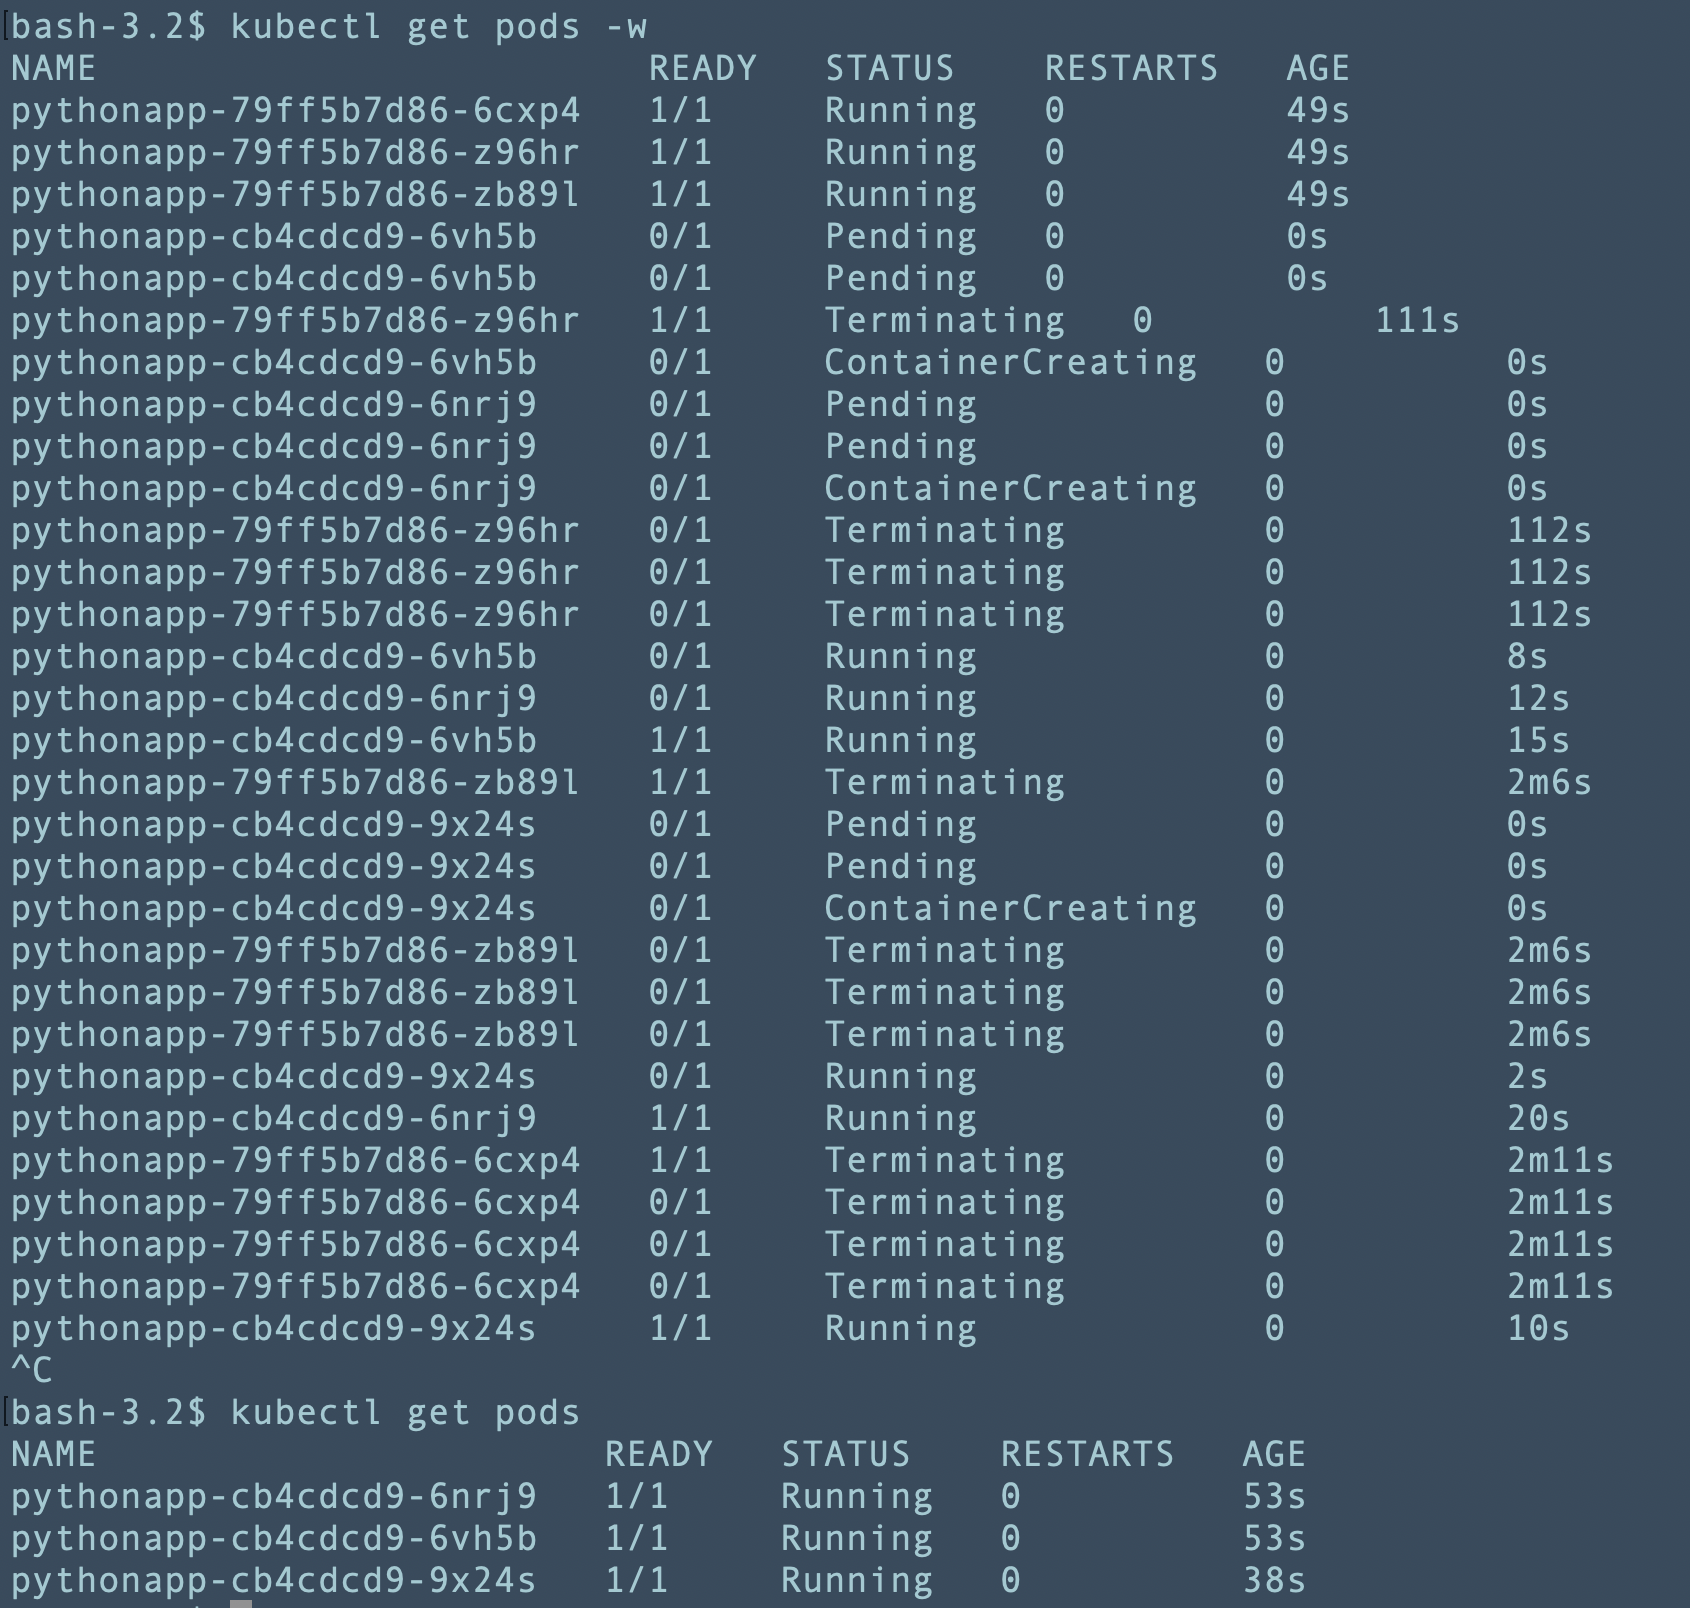 bash-3.2$ kubectl get pods -w
NAME READY STATUS RESTARTS AGE
pythonapp-79ff5b7d86-6cxp4 1/1 Running 0 49s
pythonapp-79ff5b7d86-z96hr 1/1 Running 0 49s
pythonapp-79ff5b7d86-zb89l 1/1 Running 0 49s
pythonapp-cb4cdcd9-6vh5b 0/1 Pending 0 0s
pythonapp-cb4cdcd9-6vh5b 0/1 Pending 0 0s
pythonapp-79ff5b7d86-z96hr 1/1 Terminating 0 111s
pythonapp-cb4cdcd9-6vh5b 0/1 ContainerCreating 0 0s
pythonapp-cb4cdcd9-6nrj9 0/1 Pending 0 0s
pythonapp-cb4cdcd9-6nrj9 0/1 Pending 0 0s
pythonapp-cb4cdcd9-6nrj9 0/1 ContainerCreating 0 0s
pythonapp-79ff5b7d86-z96hr 0/1 Terminating 0 112s
pythonapp-79ff5b7d86-z96hr 0/1 Terminating 0 112s
pythonapp-79ff5b7d86-z96hr 0/1 Terminating 0 112s
pythonapp-cb4cdcd9-6vh5b 0/1 Running 0 8s
pythonapp-cb4cdcd9-6nrj9 0/1 Running 0 12s
pythonapp-cb4cdcd9-6vh5b 1/1 Running 0 15s
pythonapp-79ff5b7d86-zb89l 1/1 Terminating 0 2m6s
pythonapp-cb4cdcd9-9x24s 0/1 Pending 0 0s
pythonapp-cb4cdcd9-9x24s 0/1 Pending 0 0s
pythonapp-cb4cdcd9-9x24s 0/1 ContainerCreating 0 0s
pythonapp-79ff5b7d86-zb89l 0/1 Terminating 0 2m6s
pythonapp-79ff5b7d86-zb89l 0/1 Terminating 0 2m6s
pythonapp-79ff5b7d86-zb89l 0/1 Terminating 0 2m6s
pythonapp-cb4cdcd9-9x24s 0/1 Running 0 2s
pythonapp-cb4cdcd9-6nrj9 1/1 Running 0 20s
pythonapp-79ff5b7d86-6cxp4 1/1 Terminating 0 2m11s
pythonapp-79ff5b7d86-6cxp4 0/1 Terminating 0 2m11s
pythonapp-79ff5b7d86-6cxp4 0/1 Terminating 0 2m11s
pythonapp-79ff5b7d86-6cxp4 0/1 Terminating 0 2m11s
pythonapp-cb4cdcd9-9x24s 1/1 Running 0 10s
^C
bash-3.2$ kubectl get pods
NAME READY STATUS RESTARTS AGE
pythonapp-cb4cdcd9-6nrj9 1/1 Running 0 53s
pythonapp-cb4cdcd9-6vh5b 1/1 Running 0 53s
pythonapp-cb4cdcd9-9x24s 1/1 Running 0 38s